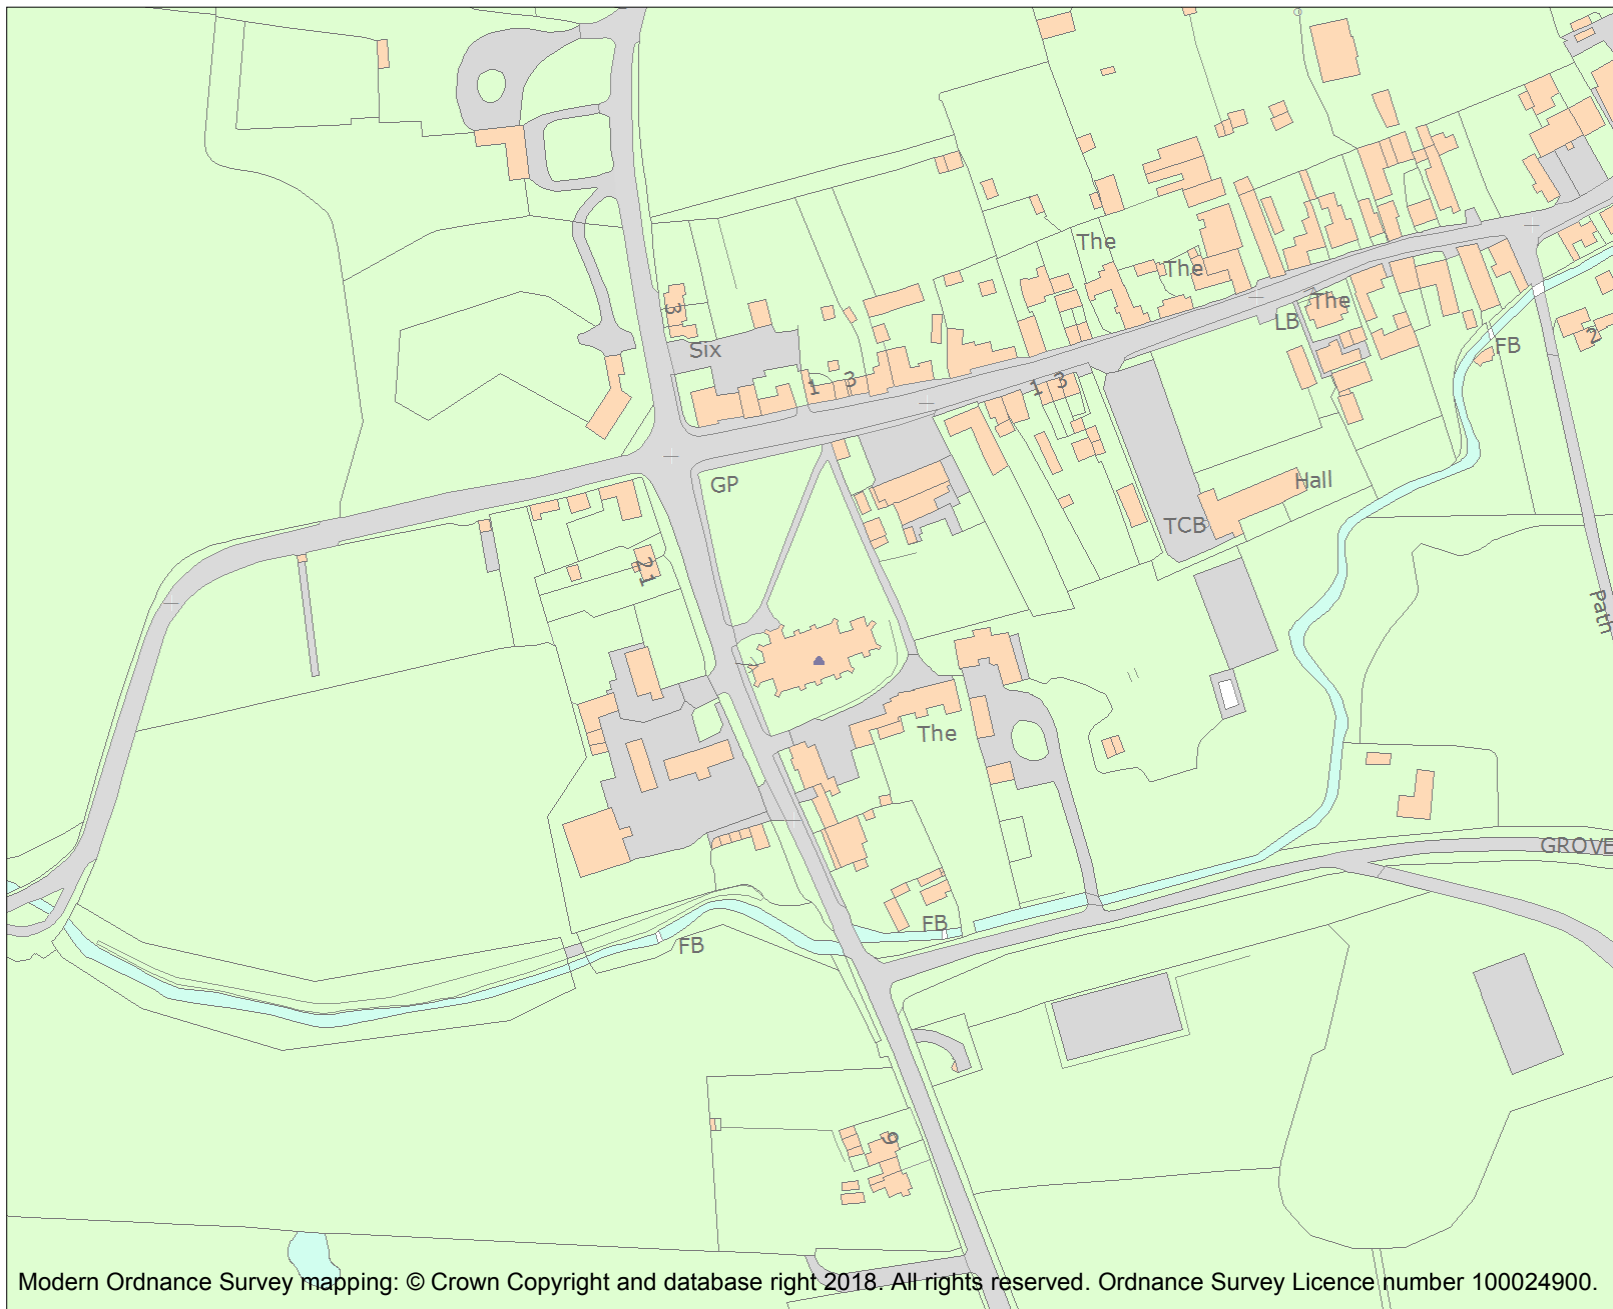 The
The
3
The
LB
Six
2
FB
1
3
1
3
GP
Hall
TCB
21
Path
The
GROVE
FB
FB
9
Modern Ordnance Survey mapping: © Crown Copyright and database right 2018. All rights reserved. Ordnance Survey Licence number 100024900.